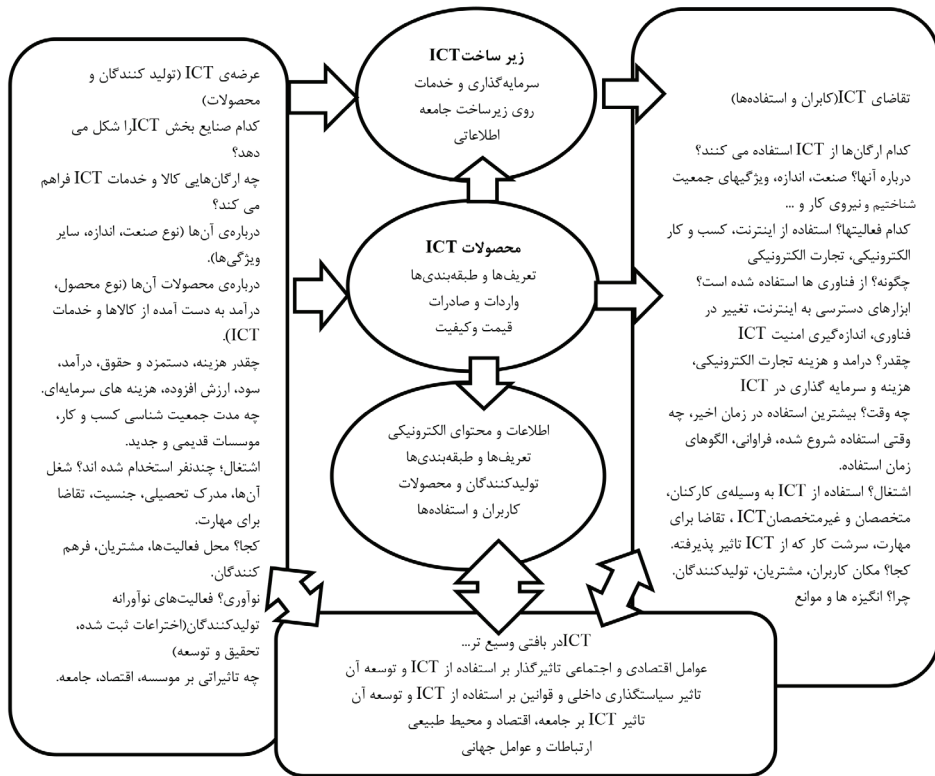 زیر ساختICT
سرمایه‌گذاری و خدمات
روی زیرساخت جامعه
اطلاعاتی
محصولات ICT
تعریف‌ها و طبقه‌بندی‌ها
واردات و صادرات
قیمت وکیفیت
اطلاعات و محتوای الکترونیکی
تعریف‌ها و طبقه‌بندی‌ها
تولیدکنندگان و محصولات
کاربران و استفاده‌ها
تقاضای ICT(کابران و استفاده‌ها)
کدام ارگان‌ها از ICT استفاده می کنند؟
درباره آنها؟ صنعت، اندازه، ویژگیهای جمعیت
شناختیم و نیروی کار و ...
کدام فعالیتها؟ استفاده از اینترنت، کسب و کار
الکترونیکی، تجارت الکترونیکی
چگونه؟ از فناوری ها استفاده شده است؟
ابزارهای دسترسی به اینترنت، تغییر در
فناوری، اندازه‌گیری امنیت ICT
چقدر؟ درامد و هزینه تجارت الکترونیکی،
هزینه و سرمایه گذاری در ICT
چه وقت؟ بیشترین استفاده در زمان اخیر، چه
وقتی استفاده شروع شده، فراوانی، الگوهای
زمان استفاده.
اشتغال؟ استفاده از ICT به وسیله‌ی کارکنان،
متخصصان و غیرمتخصصانICT ، تقاضا برای
مهارت، سرشت کار که از ICT تاثیر پذیرفته.
کجا؟ مکان کاربران، مشتریان، تولیدکنندگان.
چرا؟ انگیزه ها و موانع
عرضه‌ی ICT (تولید کنندگان و
محصولات)
کدام صنایع بخش ICTرا شکل می
دهد؟
چه ارگان‌هایی کالا و خدمات ICT فراهم
می کند؟
درباره‌ی آن‌ها (نوع صنعت، اندازه، سایر
ویژگی‌ها).
درباره‌ی محصولات آن‌ها (نوع محصول،
درآمد به دست آمده از کالاها و خدمات
ICT).
چقدر هزینه، دستمزد و حقوق، درآمد،
سود، ارزش افزوده، هزینه های سرمایه‌ای.
چه مدت جمعیت شناسی کسب و کار،
موسسات قدیمی و جدید.
اشتغال؛ چندنفر استخدام شده اند؟ شغل
آن‌ها، مدرک تحصیلی، جنسیت، تقاضا
برای مهارت.
کجا؟ محل فعالیت‌ها، مشتریان، فرهم
کنندگان.
نوآوری؟ فعالیت‌های نوآورانه
تولیدکنندگان(اختراعات ثبت شده،
تحقیق و توسعه)
چه تاثیراتی بر موسسه، اقتصاد، جامعه.
ICTدر بافتی وسیع تر...
عوامل اقتصادی و اجتماعی تاثیرگذار بر استفاده از ICT و توسعه آن
تاثیر سیاستگذاری داخلی و قوانین بر استفاده از ICT و توسعه آن
تاثیر ICT بر جامعه، اقتصاد و محیط طبیعی
ارتباطات و عوامل جهانی